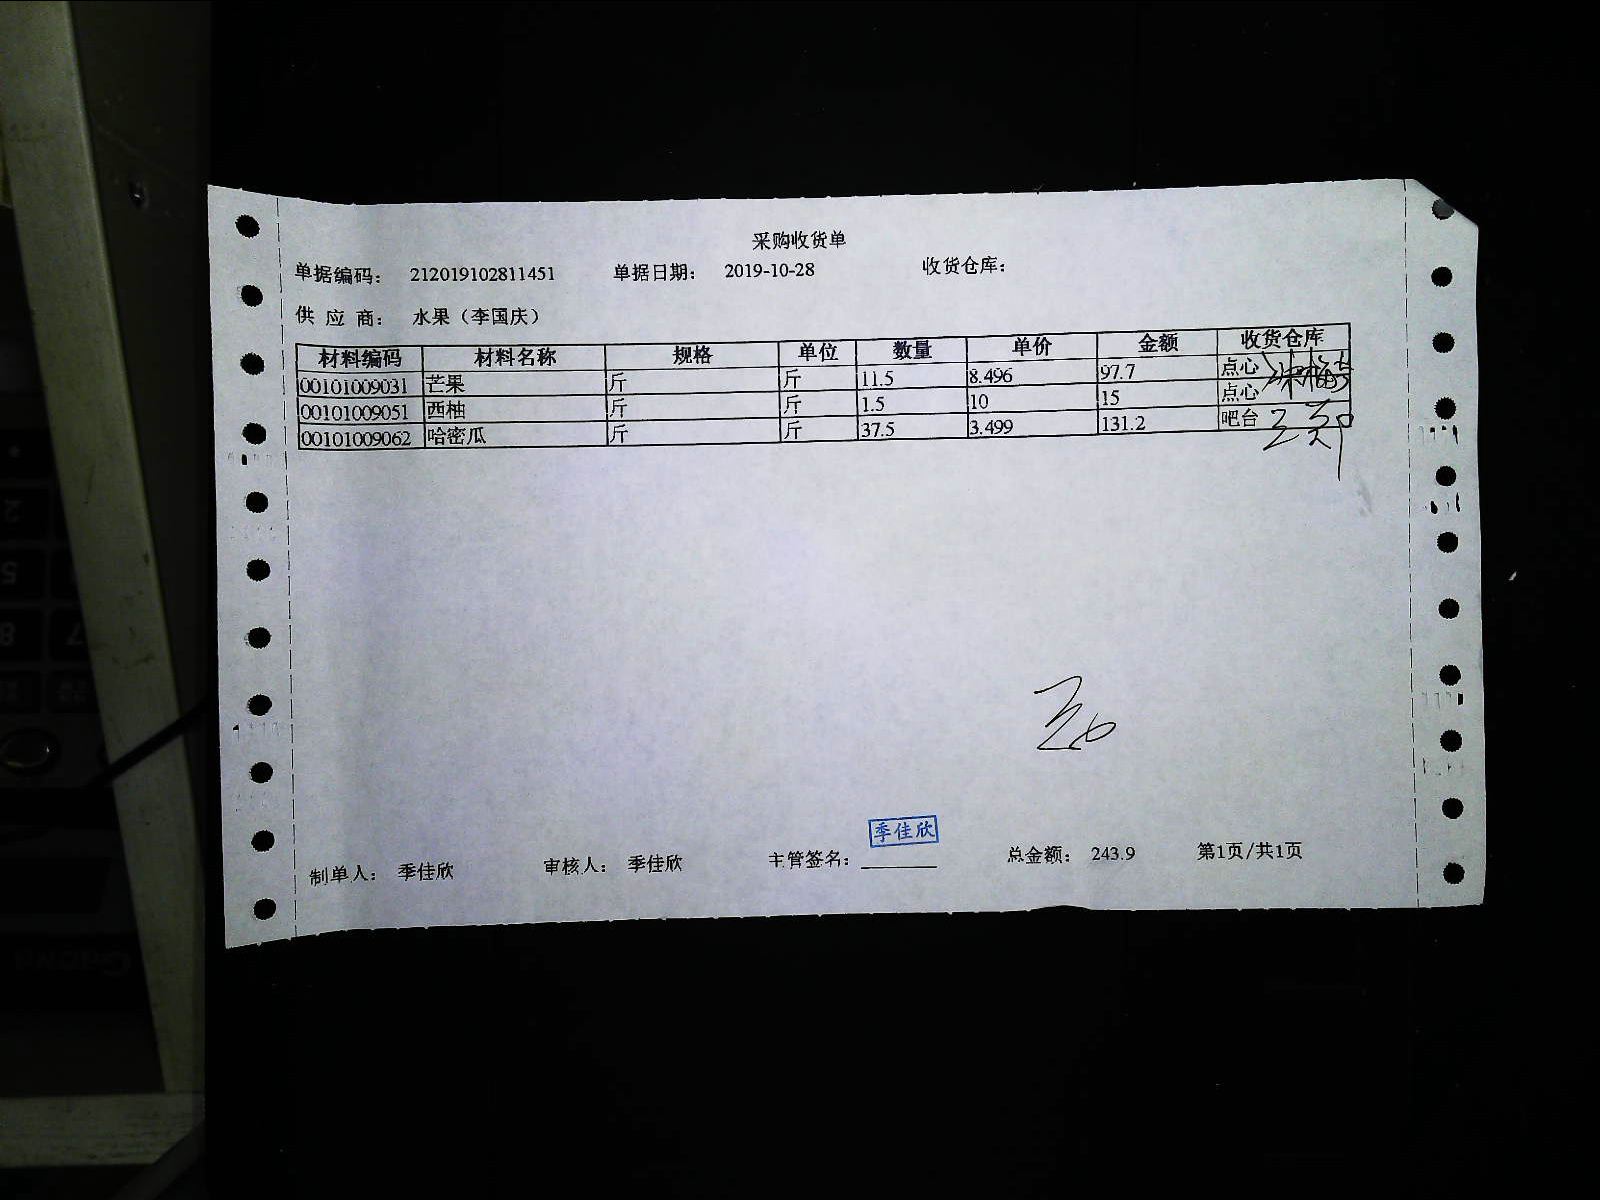 采购收货单
单据编码： 212019102811451 单据日期： 2019-10-28 收货仓库：
供 应 商： 水果（李国庆）
材料编码 材料名称 规格 单位 数量 单价 金额 收货仓库
00101009031 芒果 斤 斤 11.5 8.496 97.7 点心
00101009051 西柚 斤 斤 1.5 10 15 点心
00101009062 哈密瓜 斤 斤 37.5 3.499 131.2 吧台
季佳欣
制单人： 季佳欣 审核人： 季佳欣 主管签名： 总金额： 243.9 第1页/共1页